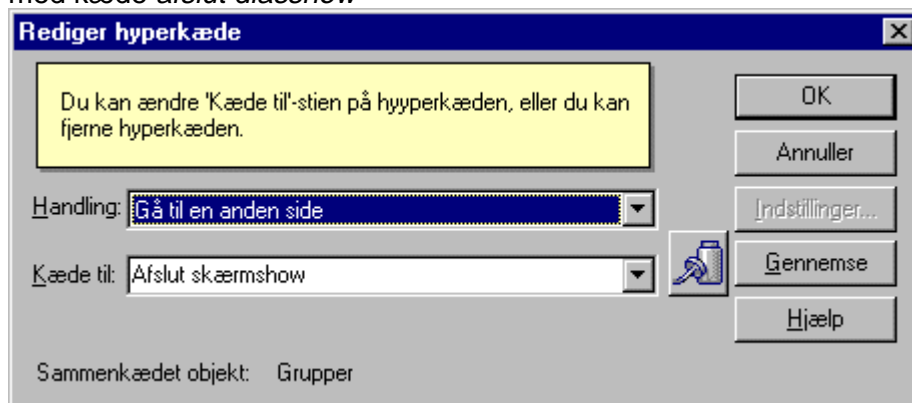 med kæde afslut diasshow
Rediger hyperkæde
Du kan ændre 'Kæde til'-stien på hyyperkæden, eller du kan
fjerne hyperkæden.
OK
Annuller
Handling: Gå til en anden side
Indstillinger...
Kæde til: Afslut skærmshow
Gennemse
Hjælp
Sammenkædet objekt: Grupper